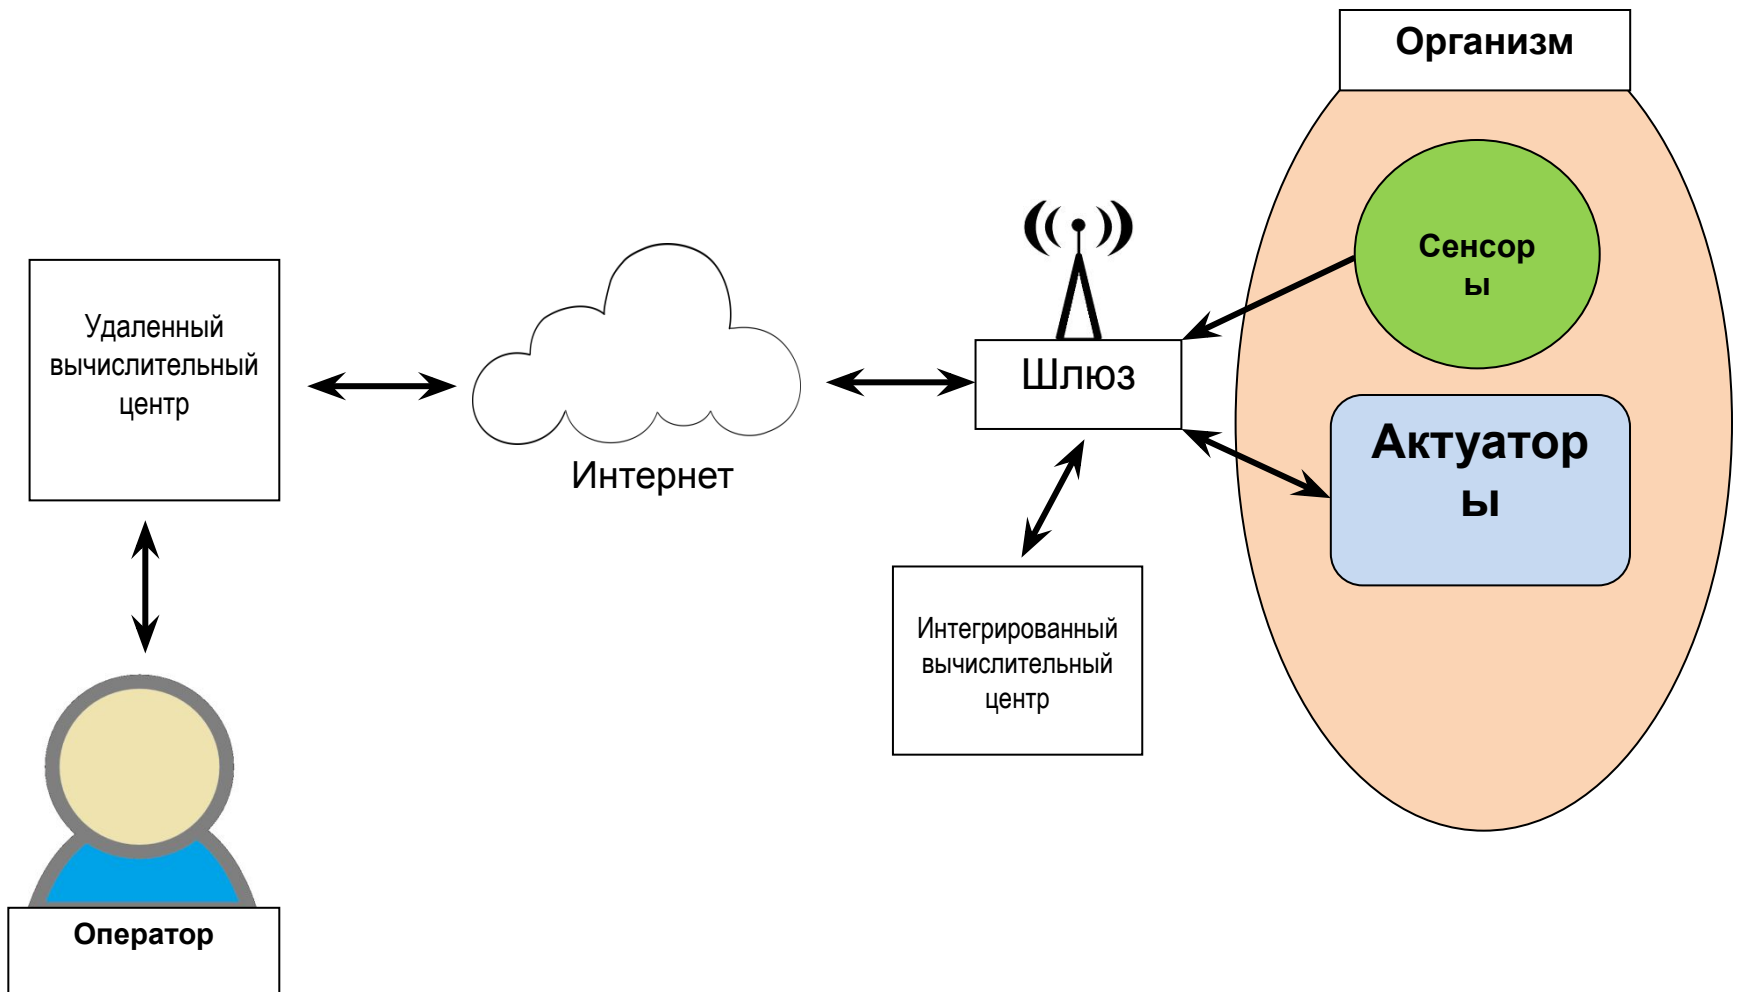 Организм
Сенсор
ы
Удаленный
вычислительный
центр
Шлюз
Актуатор
ы
Интернет
Интегрированный
вычислительный
центр
Оператор